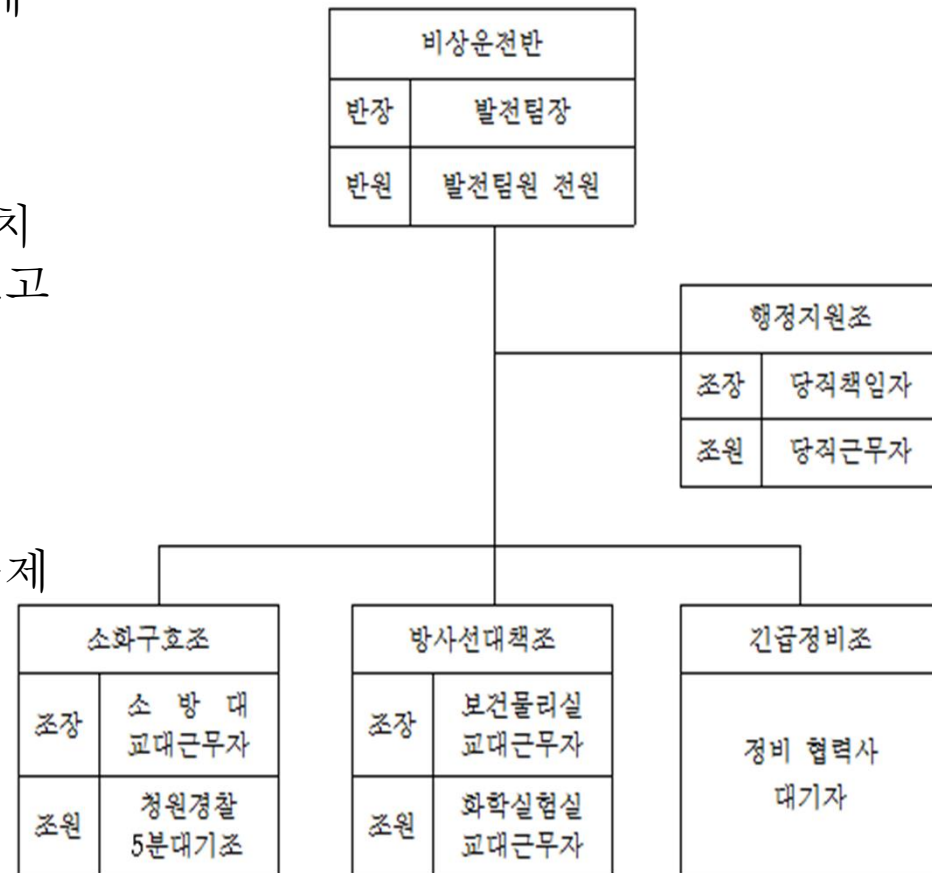 비상운전반
반장 발전팀장
반원 발전팀원 전원
치
고
행정지원조
조장 당직책임자
조원 당직근무자
제
소화구호조
조장 소 방 대
교대근무자
조원 청원경찰
5분대기조
방사선대책조
조장 보건물리실
교대근무자
조원 화학실험실
교대근무자
긴급정비조
정비 협력사
대기자